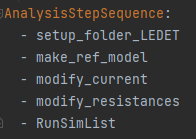 AnalysisStepSequence:
- setup_folder_LEDET
- make_ref_model
- modify_current
- modify_resistances
- RunSimList